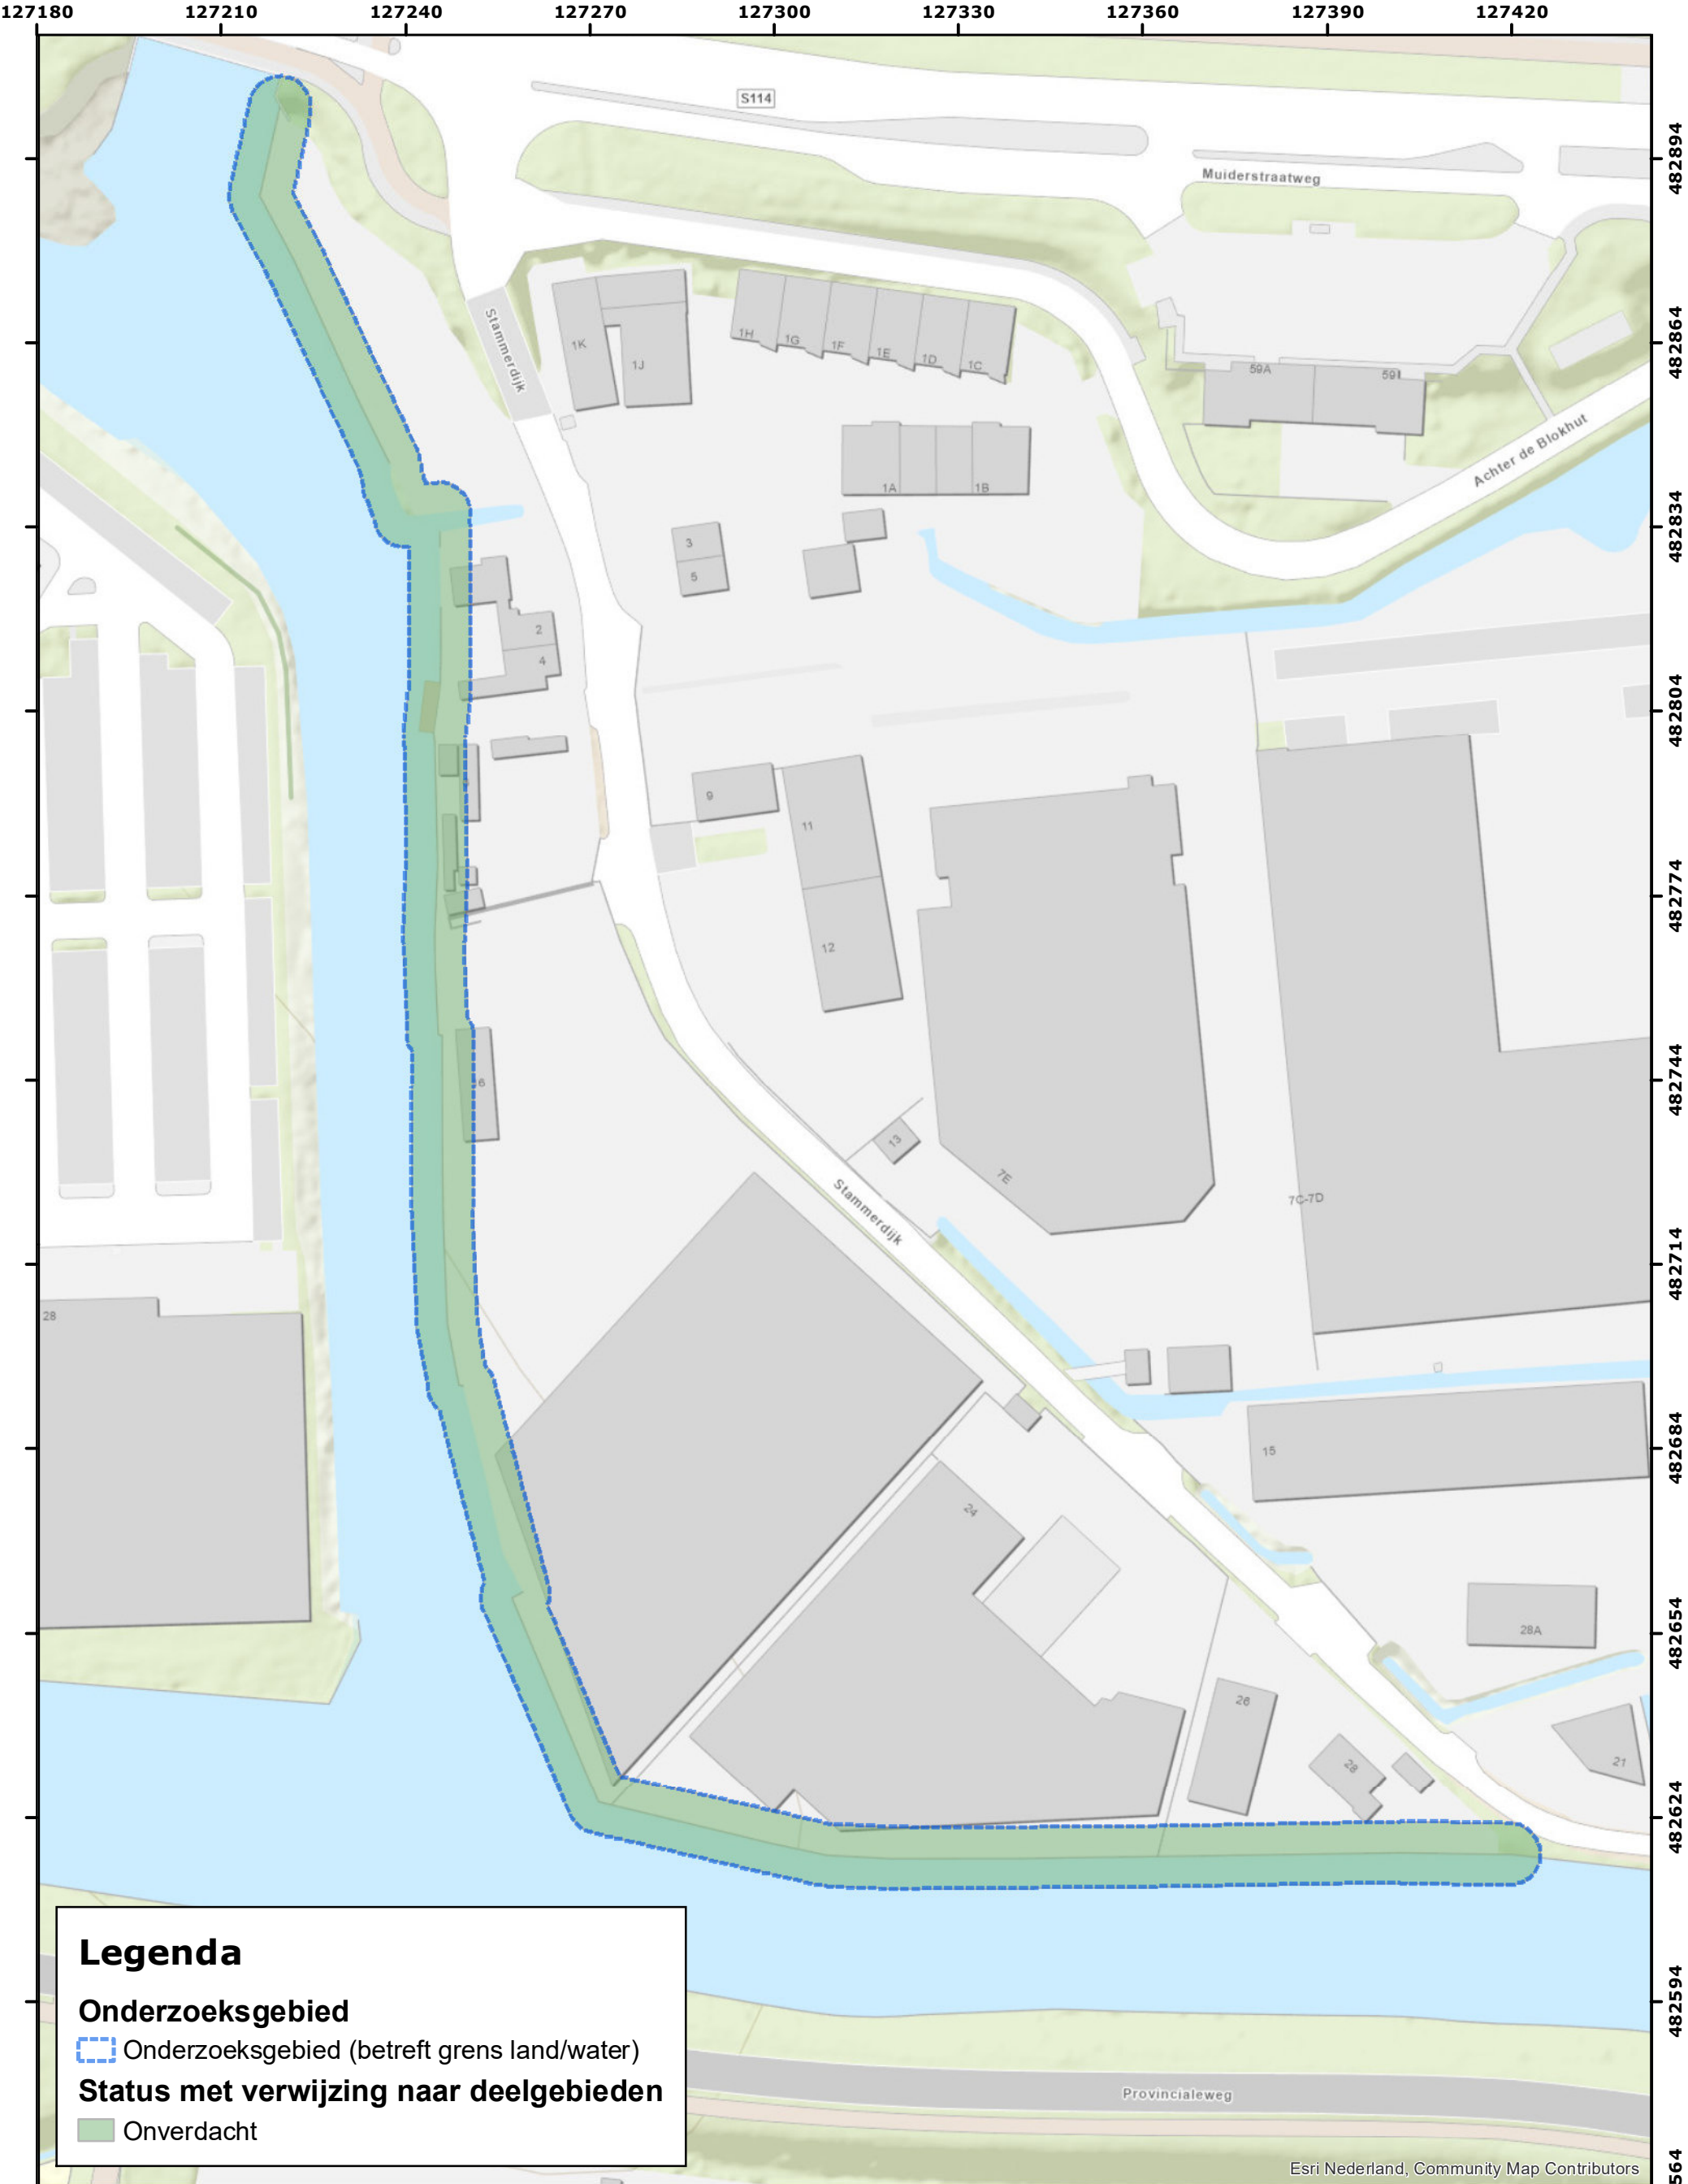 127180 127210 127240 127270 127300 127330 127360 127390 127420
S114
482894
Muiderstraatweg
482864
Stammerdijk
1K
1J
1H
1G
1F
1E
1D
1C
59A
59I
Achter de Blokhut
1A
1B
482834
3
5
2
4
482804
9
11
482774
12
6
482744
13
7E
Stammerdijk
7C-7D
482714
28
482684
15
24
482654
28A
26
28
21
482624
482594
Legenda
Onderzoeksgebied
Onderzoeksgebied (betreft grens land/water)
Status met verwijzing naar deelgebieden
Onverdacht
Provincialeweg
564
Esri Nederland, Community Map Contributors